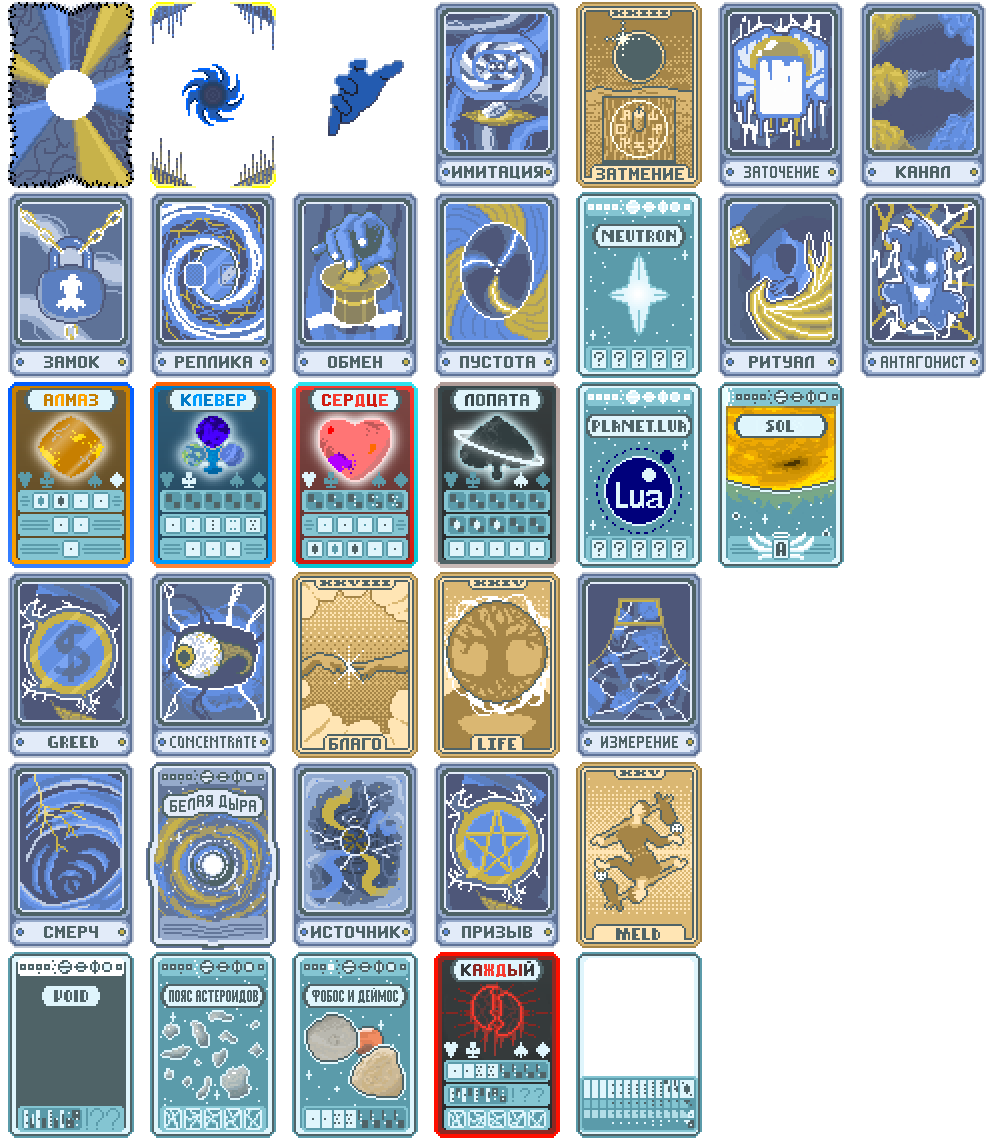 ИМИТАЦИЯ
XXIII
ЗАТМЕНИЕ
ЗАТОЧЕНИЕ
КАНАЛ
ЗАМОК
РЕПЛИКА
ОБМЕН
ПУСТОТА
NEUTRON
? ? ? ? ?
РИТУАЛ
АНТАГОНИСТ
АЛМАЗ
КЛЕВЕР
СЕРДЦЕ
ЛОПАТА
PLANET.LUA
Lua
? ? ? ? ?
SOL
A
$
GREED
CONCENTRATE
XXVIII
БЛАГО
XXIV
LIFE
ИЗМЕРЕНИЕ
СМЕРЧ
БЕЛАЯ ДЫРА
ИСТОЧНИК
ПРИЗЫВ
XXV
MELD
VOID
!??
ПОЯС АСТЕРОИДОВ
ФОБОС И ДЕЙМОС
КАЖДЫЙ
!??